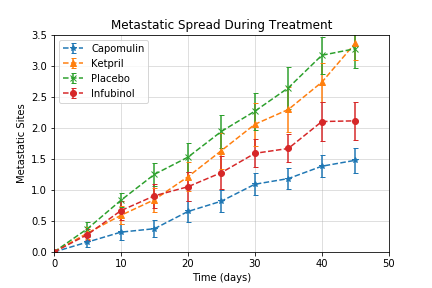 Metastatic Spread During Treatment
3.5
3.0
2.5
2.0
1.5
1.0
0.5
0.0
Metastatic Sites
Capomulin
Ketpril
Placebo
Infubinol
0 10 20 30 40 50
Time (days)